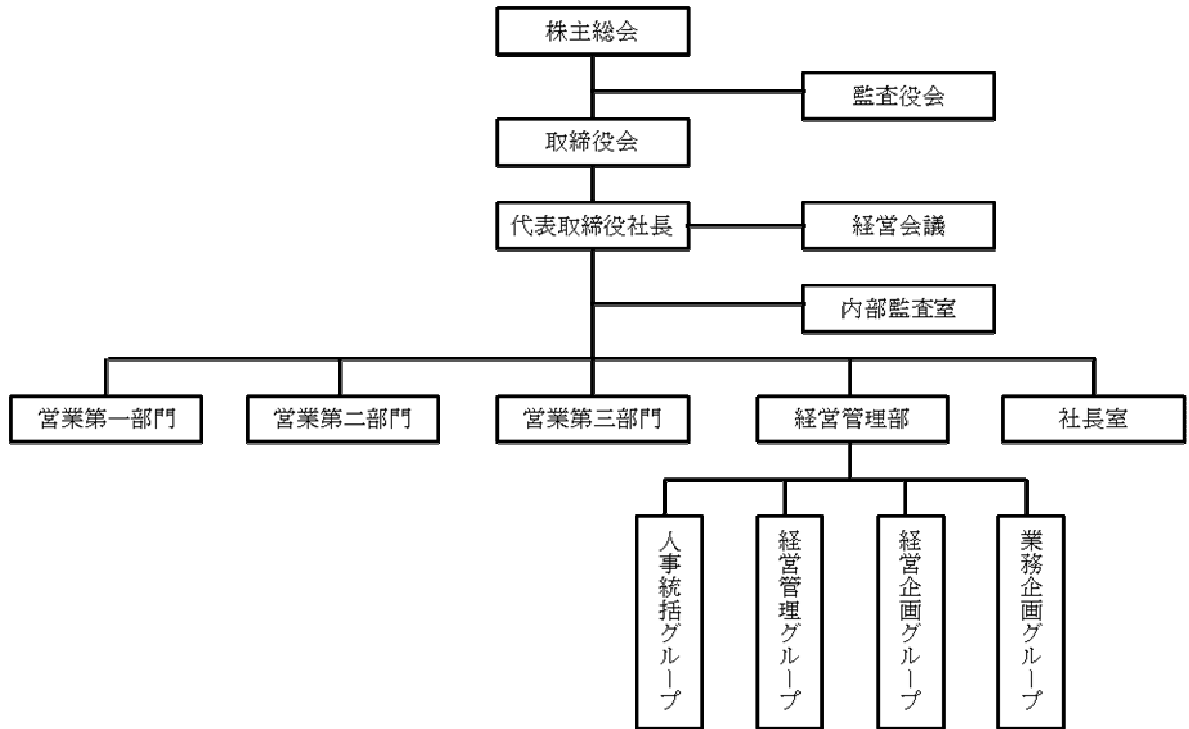 株主総会
監査役会
取締役会
代表取締役社長
経営会議
内部監査室
営業第一部門
営業第二部門
営業第三部門
経営管理部
社長室
人事統括グループ
経営管理グループ
経営企画グループ
業務企画グループ